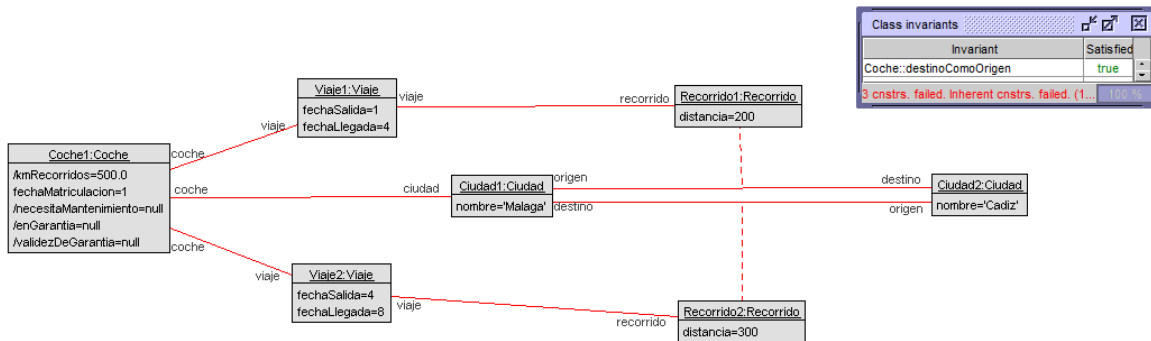 Class invariants
Invariant
Satisfied
Coche::destinoComoOrigen
true
3 cnstrs. failed. Inherent cnstrs. failed. (1...
100 %
Viaje1:Viaje
fechaSalida=1
fechaLlegada=4
viaje
recorrido
Recorrido1:Recorrido
distancia=200
viaje
coche
Coche1:Coche
/kmRecorridos=500.0
fechaMatriculacion=1
/necesitaMantenimiento=null
/enGarantia=null
/validezDeGarantia=null
coche
ciudad
Ciudad1:Ciudad
nombre='Malaga'
origen
destino
destino
origen
Ciudad2:Ciudad
nombre='Cadiz'
coche
viaje
Viaje2:Viaje
fechaSalida=4
fechaLlegada=8
viaje
recorrido
Recorrido2:Recorrido
distancia=300